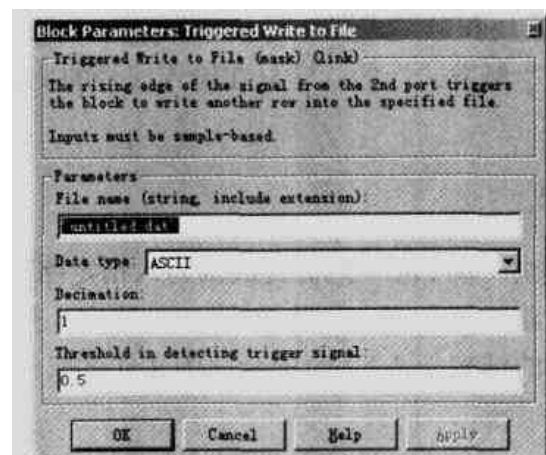 Block Parameters: Triggered Write to File
Triggered Write to File (mask) (link)
The rising edge of the signal from the 2nd port triggers
the block to write another row into the specified file.
Inputs must be sample-based.
Parameters
File name (string, include extension):
'untitled.dat'
Data type: ASCII
Decimation:
1
Threshold in detecting trigger signal:
0.5
OK Cancel Help Apply